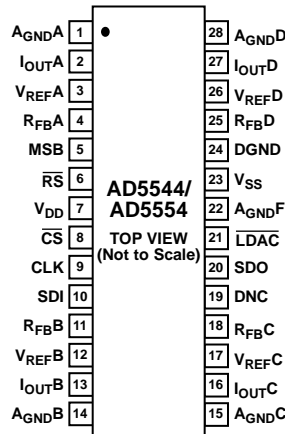 AGNDA 1
IOUTA 2
VREFA 3
RFBA 4
MSB 5
RS 6
VDD 7
CS 8
CLK 9
SDI 10
RFBB 11
VREFB 12
IOUTB 13
AGNDB 14
AD5544/
AD5554
TOP VIEW
(Not to Scale)
28 AGNDD
27 IOUTD
26 VREFD
25 RFBD
24 DGND
23 VSS
22 AGNDF
21 LDAC
20 SDO
19 DNC
18 RFBC
17 VREFC
16 IOUTC
15 AGNDC